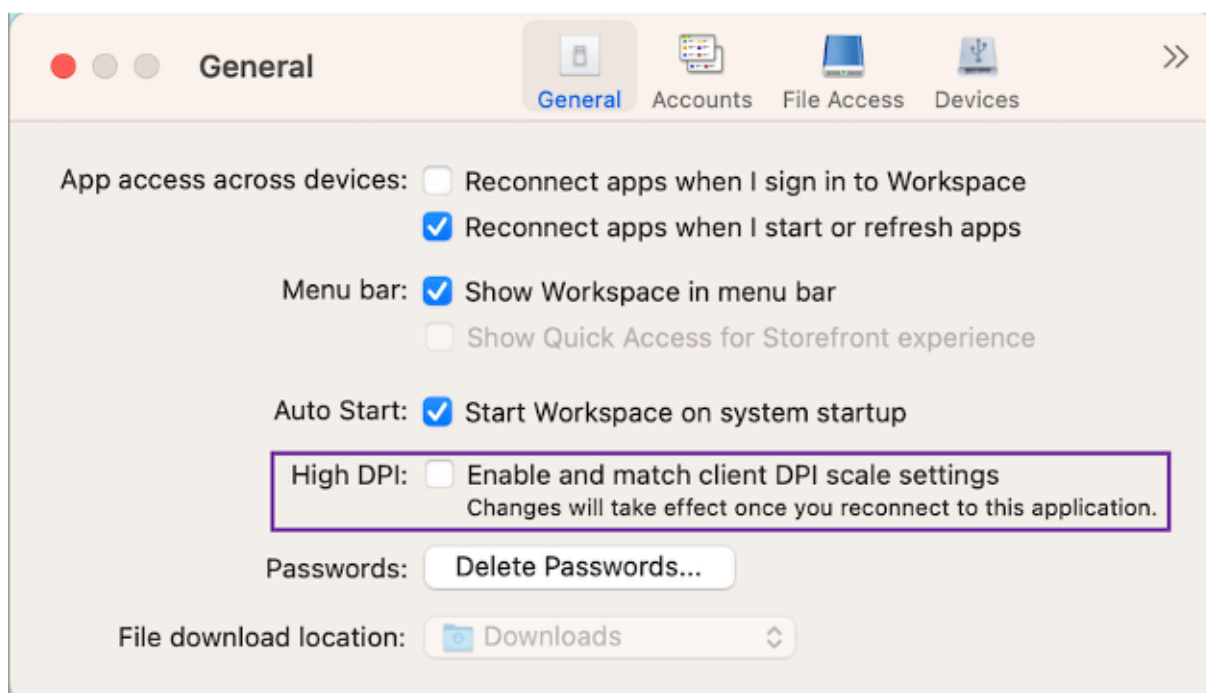 General
General Accounts File Access Devices
App access across devices: Reconnect apps when I sign in to Workspace
Reconnect apps when I start or refresh apps
Menu bar: Show Workspace in menu bar
Show Quick Access for Storefront experience
Auto Start: Start Workspace on system startup
High DPI: Enable and match client DPI scale settings
Changes will take effect once you reconnect to this application.
Passwords: Delete Passwords...
File download location: Downloads